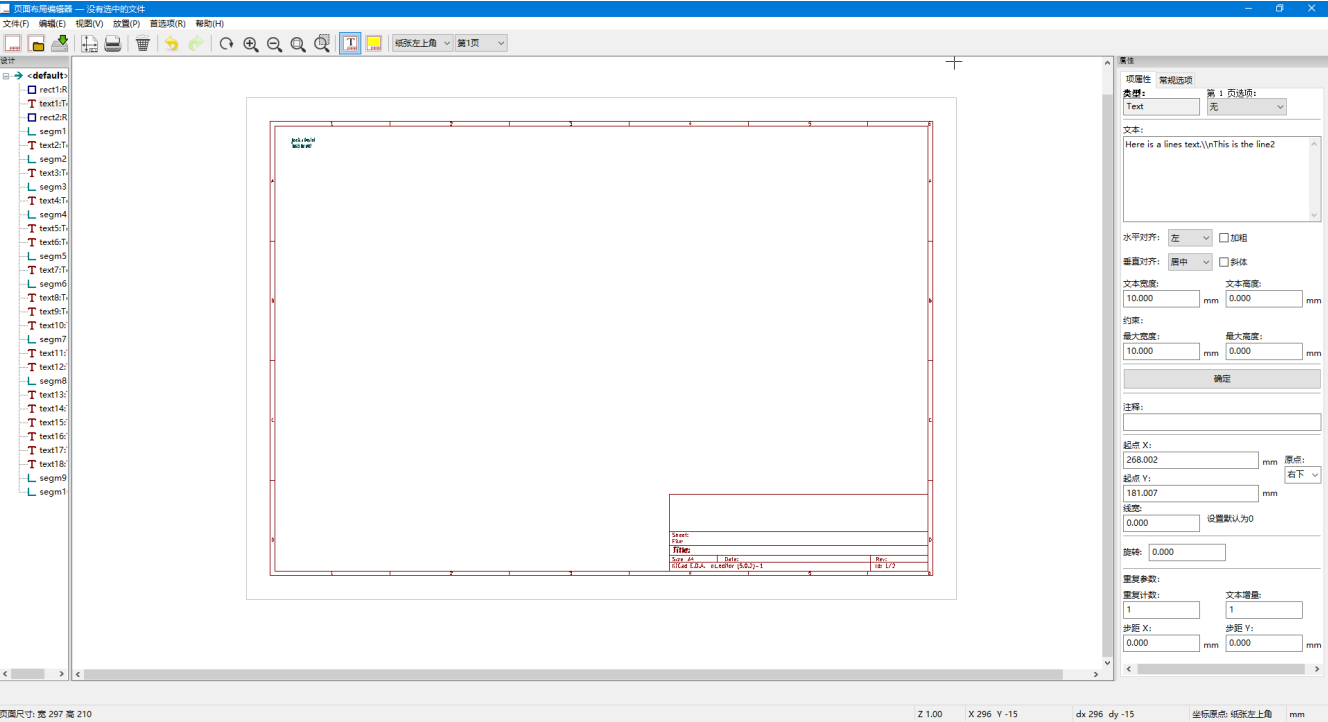 页面布局编辑器 — 没有选中的文件
文件(F) 编辑(E) 视图(V) 放置(P) 首选项(R) 帮助(H)
纸张左上角 第1页
设计
<default>
rect1:R
text1:T
rect2:R
segm1
text2:T
segm2
text3:T
segm3
text4:T
segm4
text5:T
text6:T
segm5
text7:T
segm6
text8:T
text9:T
text10:
segm7
text11:
text12:
segm8
text13:
text14:
text15:
text16:
text17:
text18:
segm9
segm1
1 2 3 4 5 6
A A
B B
C C
D D
1 2 3 4 5 6
Sheet:
File:
Title:
Size: A4 Date: Rev:
KiCad E.D.A. pl_editor (5.0.2)-1 Id: 1/2
属性
项属性 常规选项
类型: 第 1 页选项:
Text 无
文本:
Here is a lines text.\\nThis is the line2
水平对齐: 左 加粗
垂直对齐: 居中 斜体
文本宽度: 文本高度:
10.000 mm 0.000 mm
约束:
最大宽度: 最大高度:
10.000 mm 0.000 mm
确定
注释:
起点 X:
268.002 mm 原点:
右下
起点 Y:
181.007 mm
线宽:
0.000 设置默认为0
旋转: 0.000
重复参数:
重复计数: 文本增量:
1 1
步距 X: 步距 Y:
0.000 mm 0.000 mm
页面尺寸: 宽 297 高 210 Z 1.00 X 296 Y -15 dx 296 dy -15 坐标原点: 纸张左上角 mm